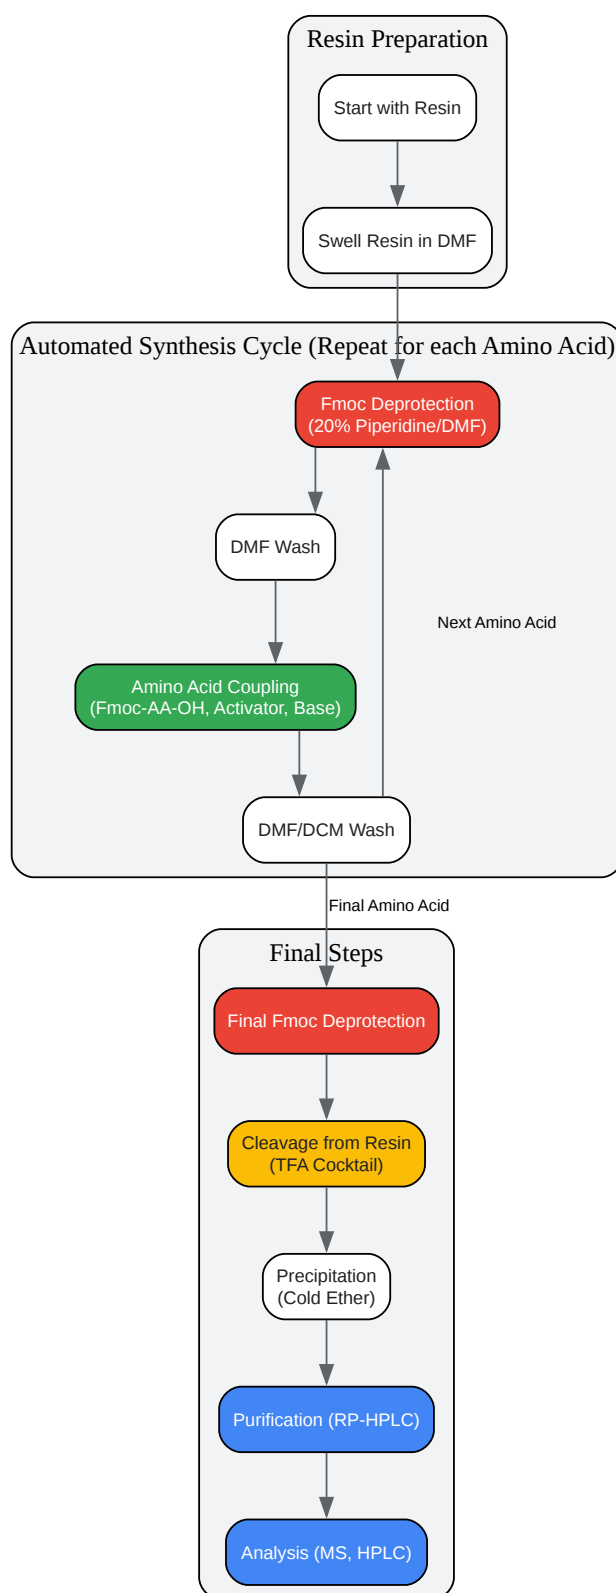 Resin Preparation
Start with Resin
Swell Resin in DMF
Automated Synthesis Cycle (Repeat for each Amino Acid)
Fmoc Deprotection
(20% Piperidine/DMF)
DMF Wash
Next Amino Acid
Amino Acid Coupling
(Fmoc-AA-OH, Activator, Base)
DMF/DCM Wash
Final Amino Acid
Final Steps
Final Fmoc Deprotection
Cleavage from Resin
(TFA Cocktail)
Precipitation
(Cold Ether)
Purification (RP-HPLC)
Analysis (MS, HPLC)